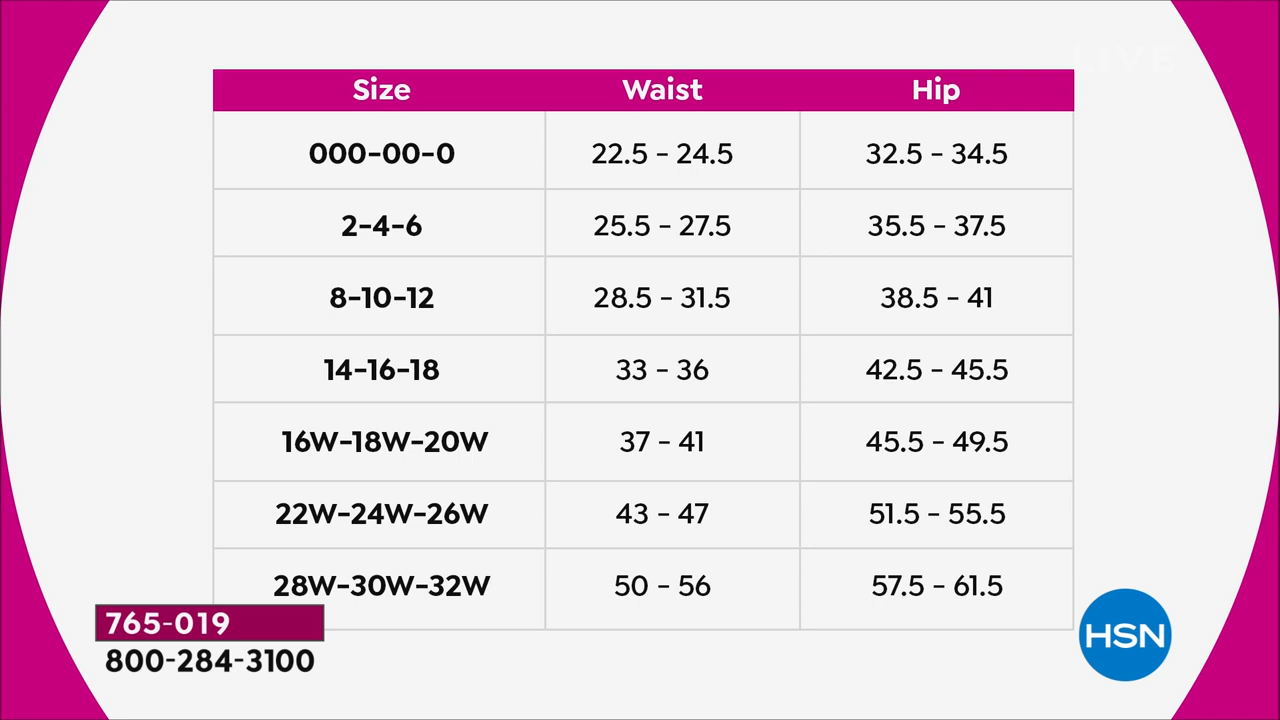 LIVE
Size Waist Hip
000-00-0 22.5 - 24.5 32.5 - 34.5
2-4-6 25.5 - 27.5 35.5 - 37.5
8-10-12 28.5 - 31.5 38.5 - 41
14-16-18 33 - 36 42.5 - 45.5
16W-18W-20W 37 - 41 45.5 - 49.5
22W-24W-26W 43 - 47 51.5 - 55.5
28W-30W-32W 50 - 56 57.5 - 61.5
765-019
800-284-3100
HSN